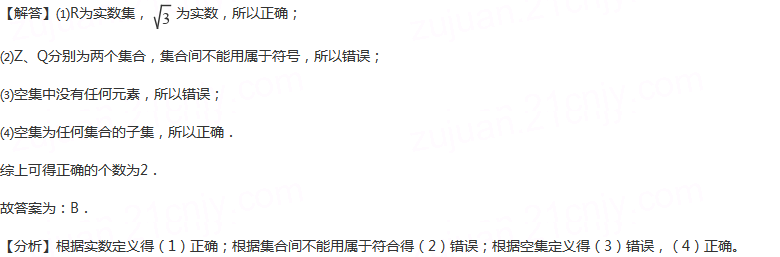 【解答】⑴R为实数集，√3为实数，所以正确；
⑵Z、Q分别为两个集合，集合间不能用属于符号，所以错误；
⑶空集中没有任何元素，所以错误；
⑷空集为任何集合的子集，所以正确．
综上可得正确的个数为2．
故答案为：B．
【分析】根据实数定义得（1）正确；根据集合间不能用属于符合得（2）错误；根据空集定义得（3）错误，（4）正确。